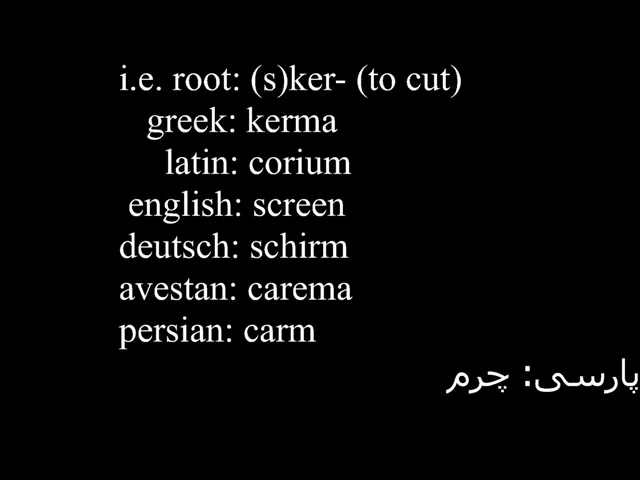 i.e. root: (s)ker- (to cut)
greek: kerma
latin: corium
english: screen
deutsch: schirm
avestan: carema
persian: carm
پارسی: چرم